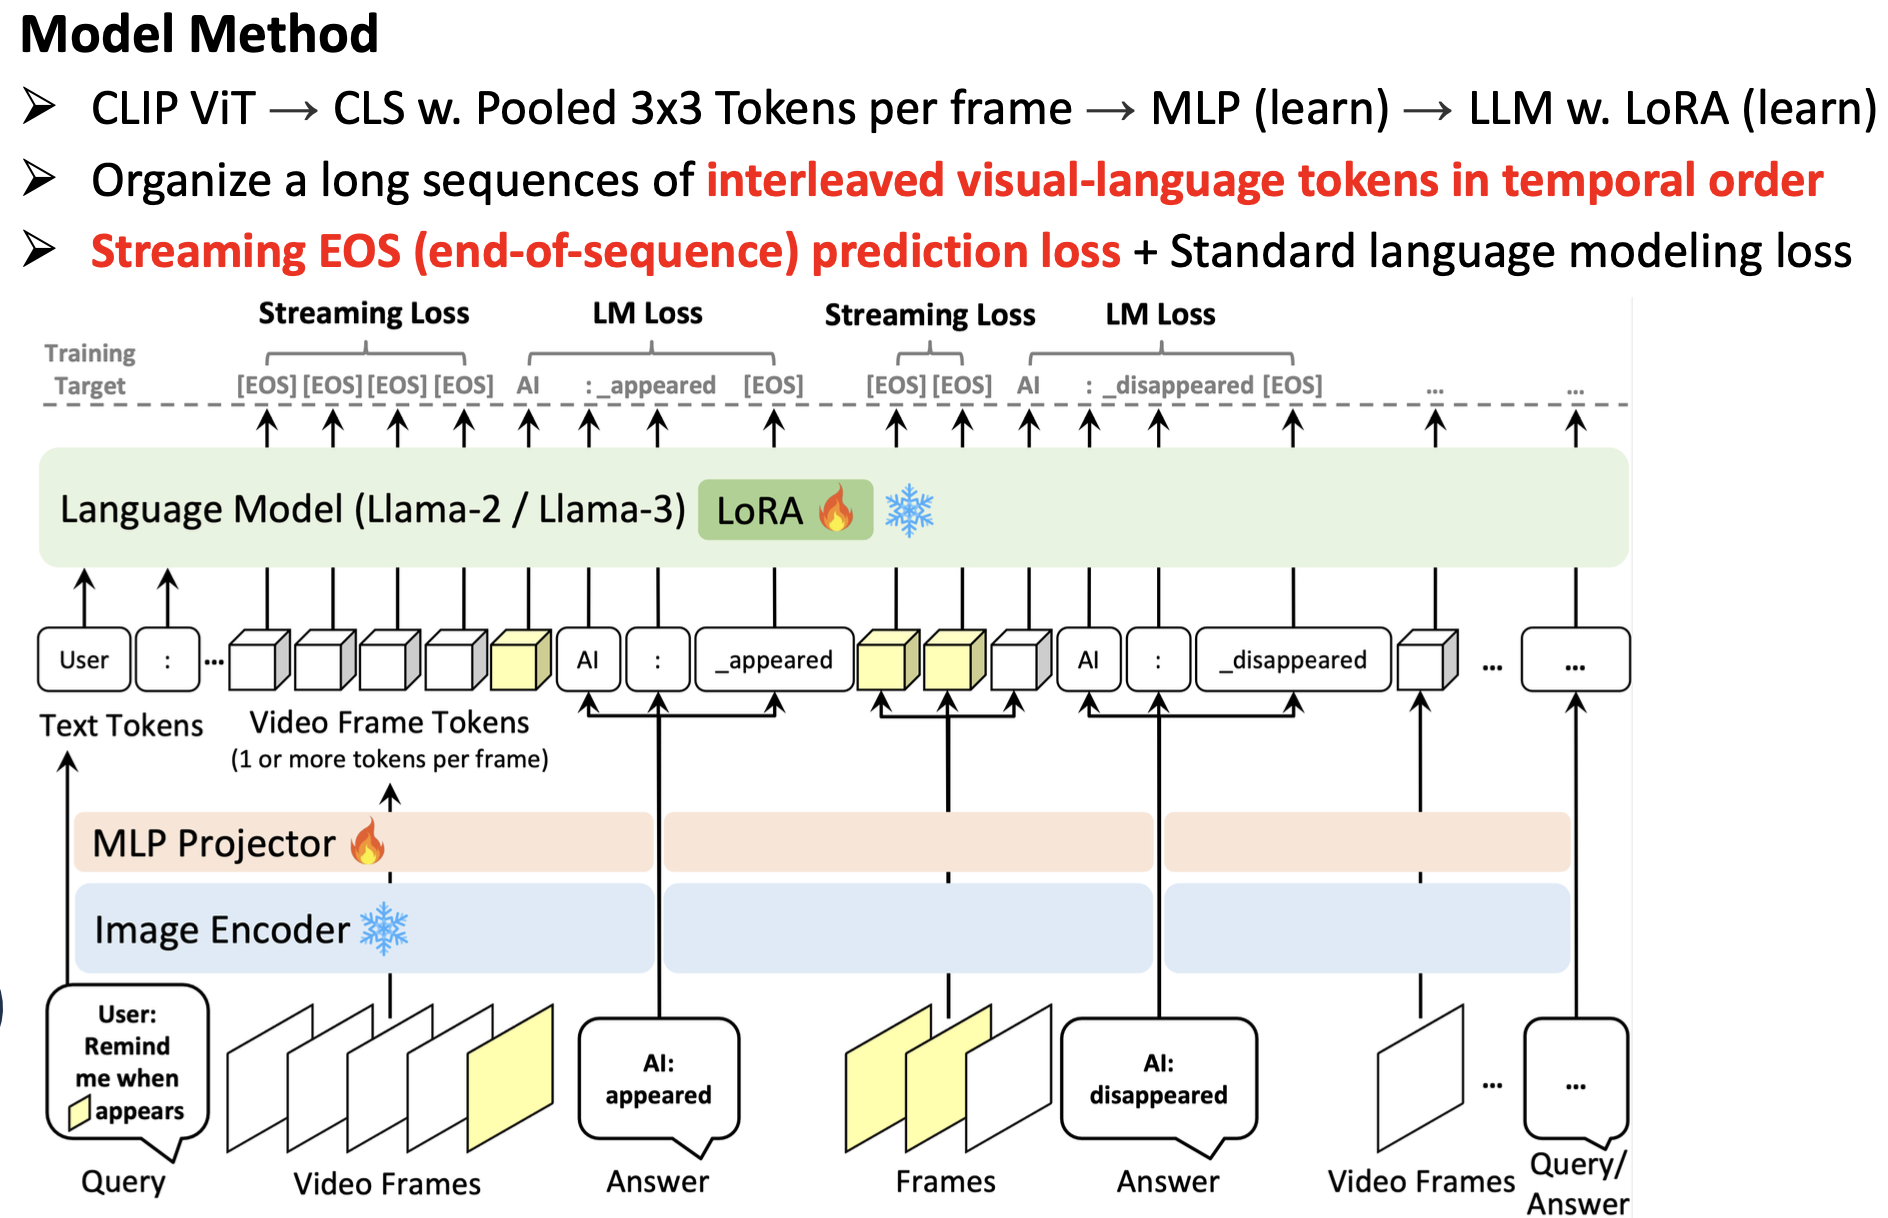 Model Method
CLIP ViT → CLS w. Pooled 3x3 Tokens per frame → MLP (learn) → LLM w. LoRA (learn)
Organize a long sequences of interleaved visual-language tokens in temporal order
Streaming EOS (end-of-sequence) prediction loss + Standard language modeling loss
Streaming Loss LM Loss Streaming Loss LM Loss
Training
Target [EOS] [EOS] [EOS] [EOS] AI : _appeared [EOS] [EOS] [EOS] AI : _disappeared [EOS] ... ...
Language Model (Llama-2 / Llama-3) LoRA
User : ... AI : _appeared AI : _disappeared ... ...
Text Tokens Video Frame Tokens
(1 or more tokens per frame)
MLP Projector
Image Encoder
User:
Remind
me when
appears
AI:
appeared
AI:
disappeared
... ...
Query Video Frames Answer Frames Answer Video Frames Query/
Answer